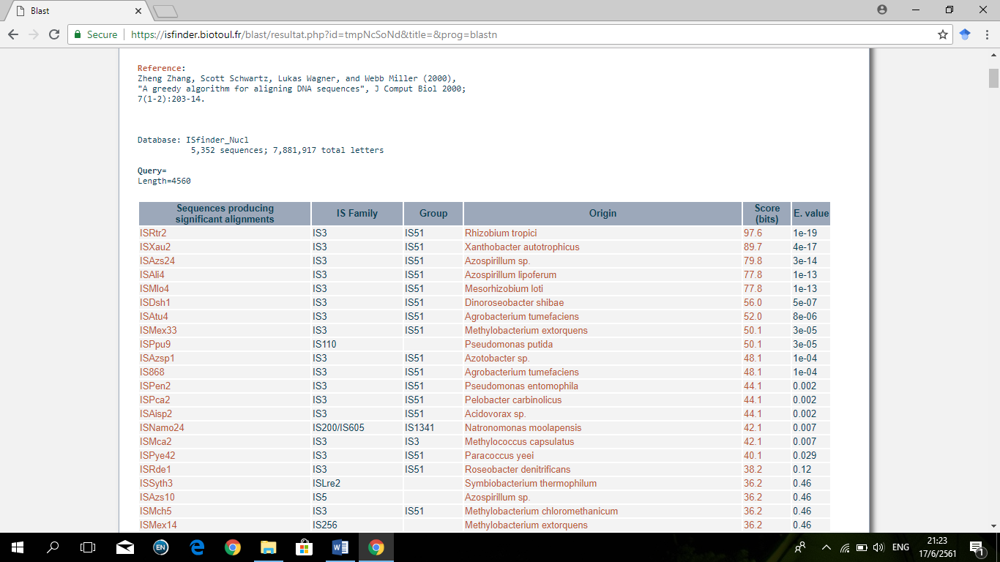 Blast
Secure https://isfinder.biotoul.fr/blast/resultat.php?id=tmpNcSoNd&title=&prog=blastn
Reference:
Zheng Zhang, Scott Schwartz, Lukas Wagner, and Webb Miller (2000),
"A greedy algorithm for aligning DNA sequences", J Comput Biol 2000;
7(1-2):203-14.
Database: ISfinder_Nucl
5,352 sequences; 7,881,917 total letters
Query=
Length=4560
Sequences producing significant alignments IS Family Group Origin Score (bits) E. value
ISRtr2 IS3 IS51 Rhizobium tropici 97.6 1e-19
ISXau2 IS3 IS51 Xanthobacter autotrophicus 89.7 4e-17
ISAzs24 IS3 IS51 Azospirillum sp. 79.8 3e-14
ISAli4 IS3 IS51 Azospirillum lipoferum 77.8 1e-13
ISMlo4 IS3 IS51 Mesorhizobium loti 77.8 1e-13
ISDsh1 IS3 IS51 Dinoroseobacter shibae 56.0 5e-07
ISAtu4 IS3 IS51 Agrobacterium tumefaciens 52.0 8e-06
ISMex33 IS3 IS51 Methylobacterium extorquens 50.1 3e-05
ISPpu9 IS110 Pseudomonas putida 50.1 3e-05
ISAzsp1 IS3 IS51 Azotobacter sp. 48.1 1e-04
IS868 IS3 IS51 Agrobacterium tumefaciens 48.1 1e-04
ISPen2 IS3 IS51 Pseudomonas entomophila 44.1 0.002
ISPca2 IS3 IS51 Pelobacter carbinolicus 44.1 0.002
ISAisp2 IS3 IS51 Acidovorax sp. 44.1 0.002
ISNamo24 IS200/IS605 IS1341 Natronomonas moolapensis 42.1 0.007
ISMca2 IS3 IS3 Methylococcus capsulatus 42.1 0.007
ISPye42 IS3 IS51 Paracoccus yeei 40.1 0.029
ISRde1 IS3 IS51 Roseobacter denitrificans 38.2 0.12
ISSyth3 ISLre2 Symbiobacterium thermophilum 36.2 0.46
ISAzs10 IS5 Azospirillum sp. 36.2 0.46
ISMch5 IS3 IS51 Methylobacterium chloromethanicum 36.2 0.46
ISMex14 IS256 Methylobacterium extorquens 36.2 0.46
EN
ENG
21:23
17/6/2561
1